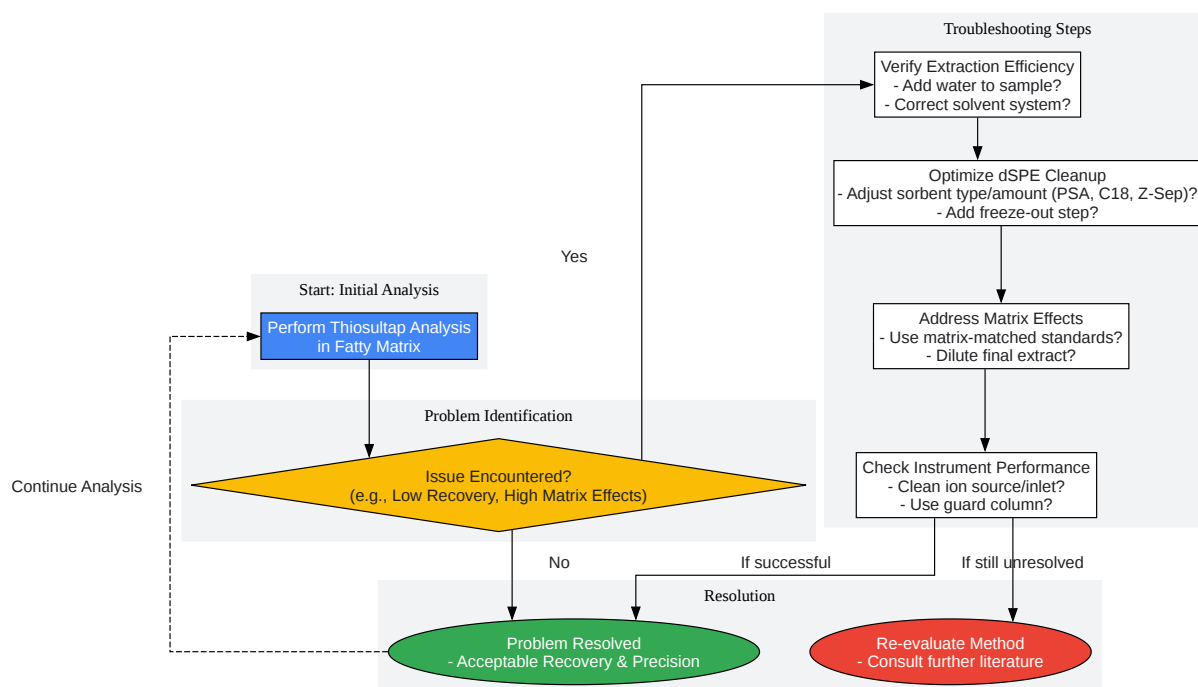 Troubleshooting Steps
Verify Extraction Efficiency
- Add water to sample?
- Correct solvent system?
Optimize dSPE Cleanup
- Adjust sorbent type/amount (PSA, C18, Z-Sep)?
- Add freeze-out step?
Yes
Start: Initial Analysis
Perform Thiosultap Analysis
in Fatty Matrix
Address Matrix Effects
- Use matrix-matched standards?
- Dilute final extract?
Problem Identification
Issue Encountered?
(e.g., Low Recovery, High Matrix Effects)
Continue Analysis
Check Instrument Performance
- Clean ion source/inlet?
- Use guard column?
No
If successful
If still unresolved
Resolution
Problem Resolved
- Acceptable Recovery & Precision
Re-evaluate Method
- Consult further literature